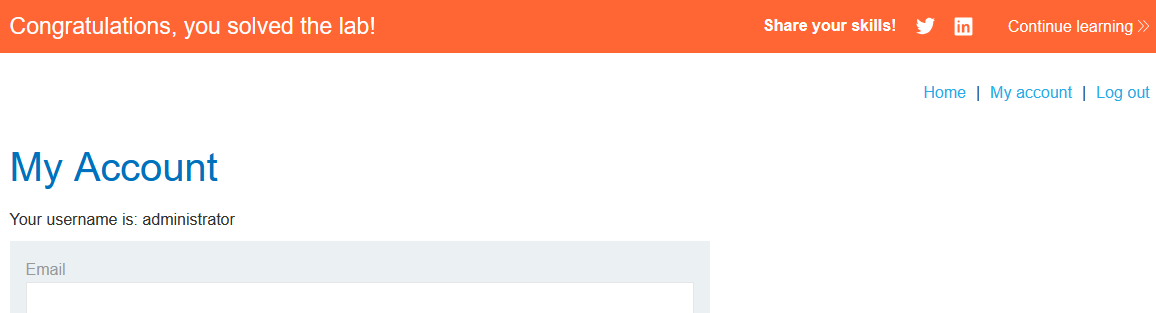 Congratulations, you solved the lab! Share your skills! Continue learning »
Home | My account | Log out
My Account
Your username is: administrator
Email